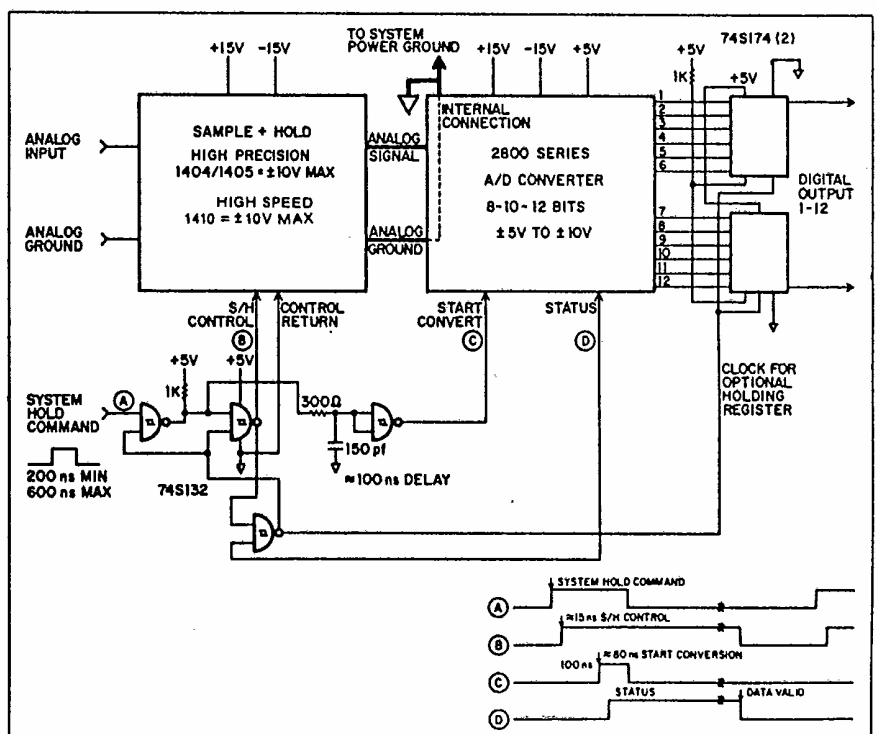 TO SYSTEM
POWER GROUND
+15V
-15V
+15V
-15V
+5V
+5V
74S174 (2)
1K
+5V
INTERNAL
CONNECTION
ANALOG
INPUT
SAMPLE + HOLD
HIGH PRECISION
1404/1405 = ±10V MAX
HIGH SPEED
1410 = ±10V MAX
ANALOG
SIGNAL
2800 SERIES
A/D CONVERTER
8-10-12 BITS
±5V TO ±10V
1
2
3
4
5
6
7
8
9
10
11
12
DIGITAL
OUTPUT
1-12
ANALOG
GROUND
ANALOG
GROUND
S/H
CONTROL
B
CONTROL
RETURN
START
CONVERT
C
STATUS
D
CLOCK FOR
OPTIONAL
HOLDING
REGISTER
SYSTEM
HOLD
COMMAND
A
+5V
1K
+5V
300Ω
150 pf
≈100 ns DELAY
200 ns MIN
600 ns MAX
74S132
A
SYSTEM HOLD COMMAND
B
≈15ns S/H CONTROL
C
100 ns
≈80 ns START CONVERSION
D
STATUS
DATA VALID